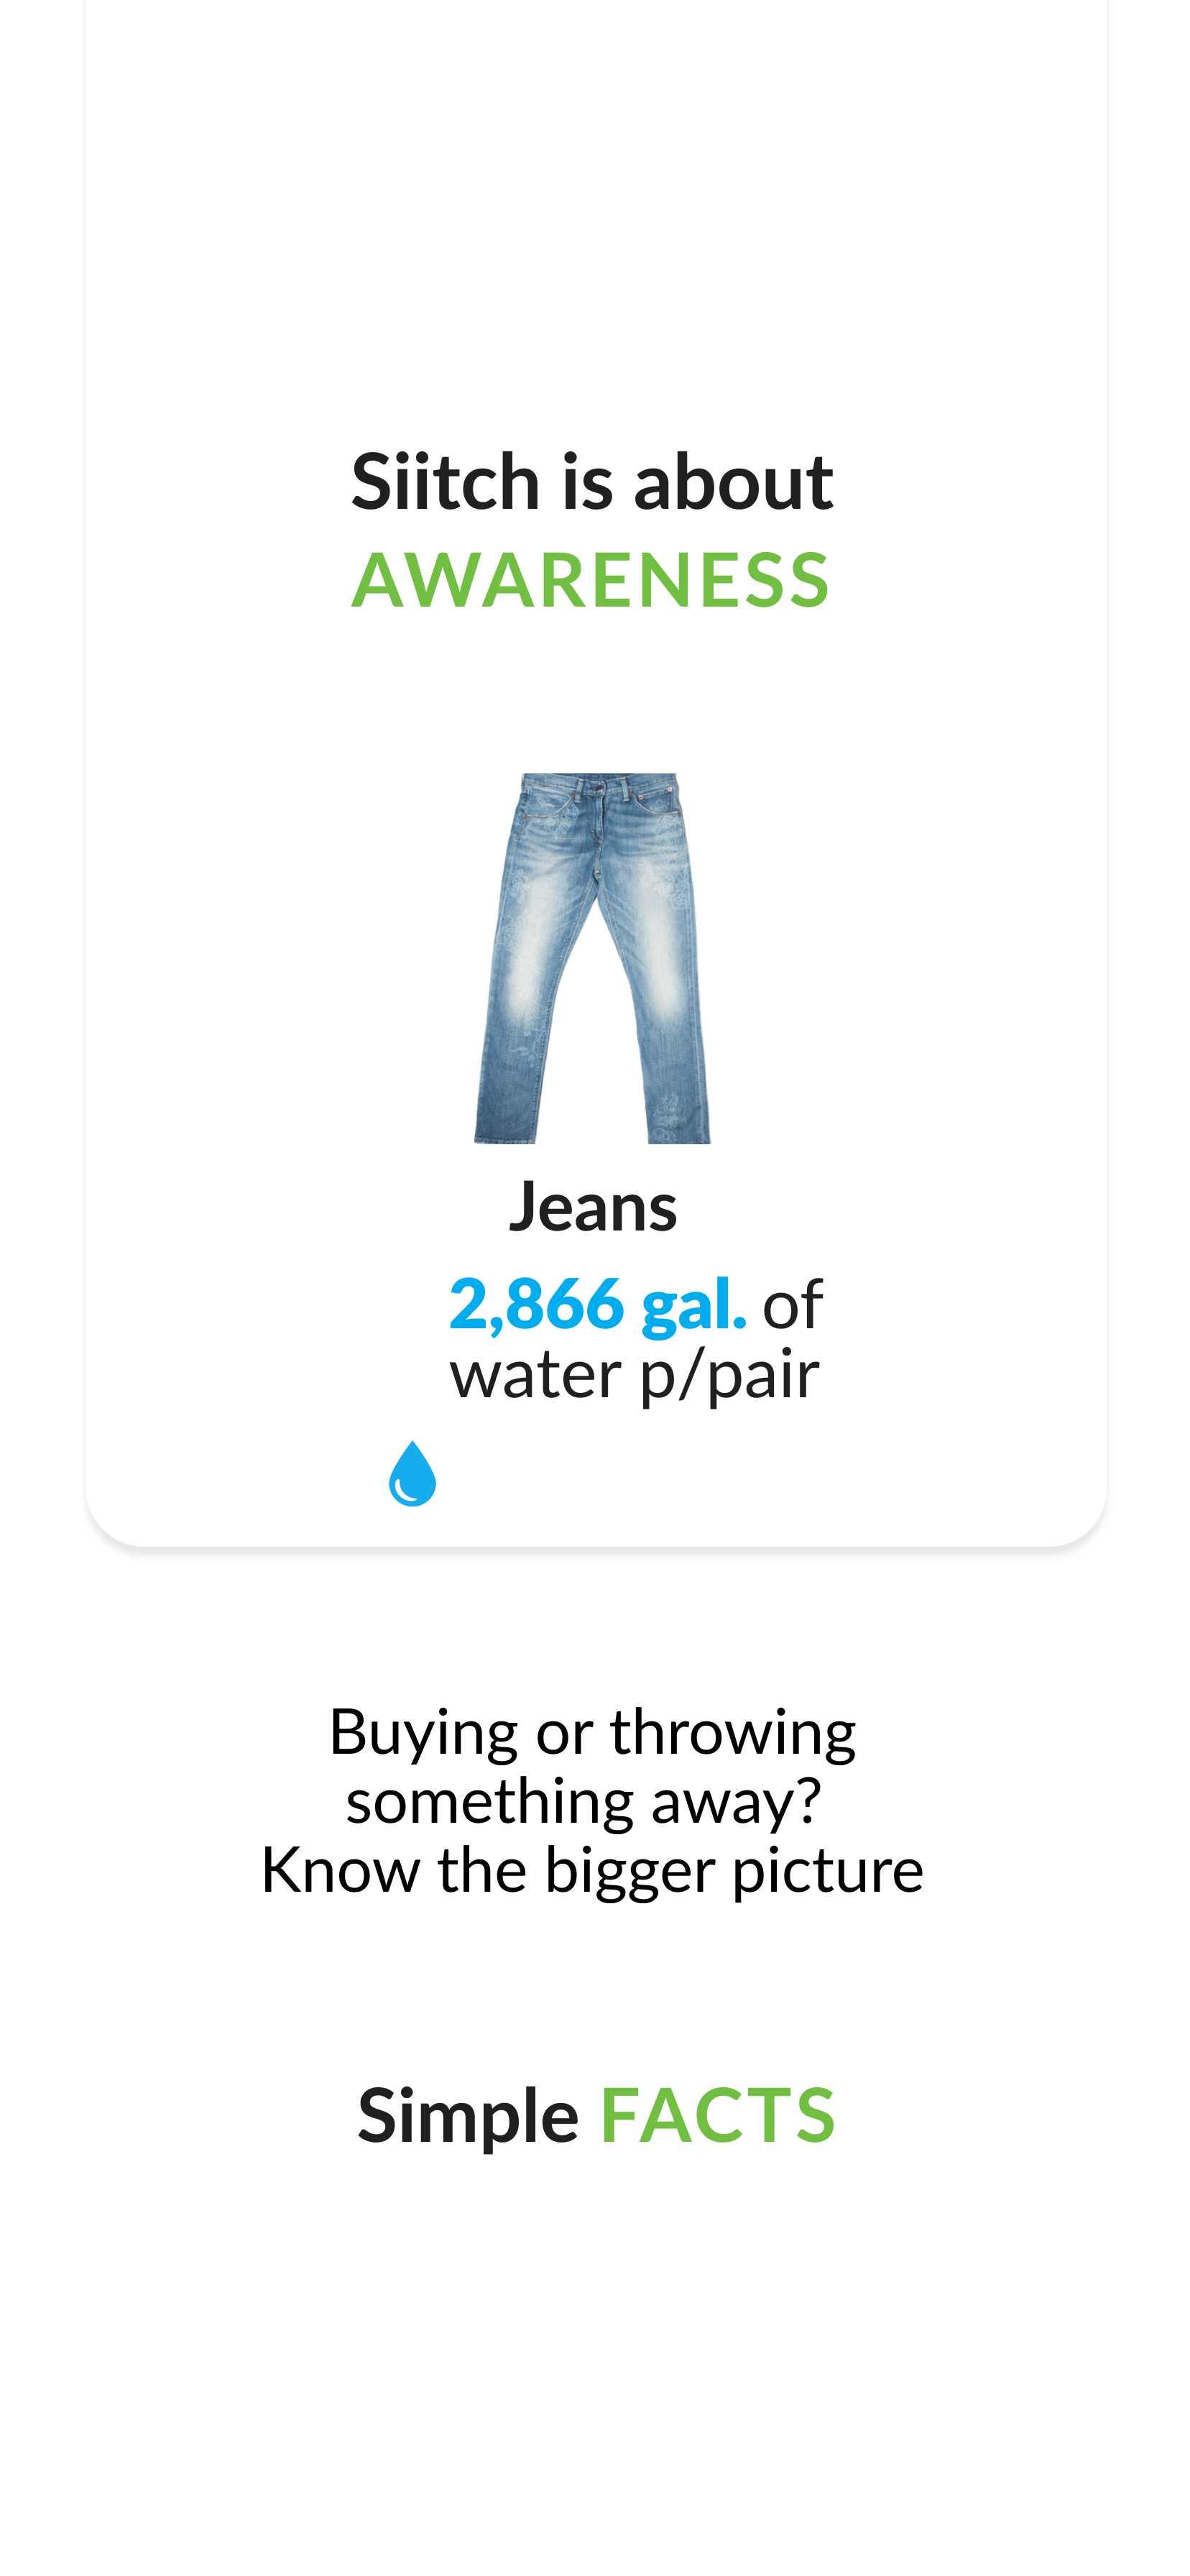 Siitch is about
AWARENESS
Jeans
2,866 gal. of
water p/pair
Buying or throwing
something away?
Know the bigger picture
Simple FACTS